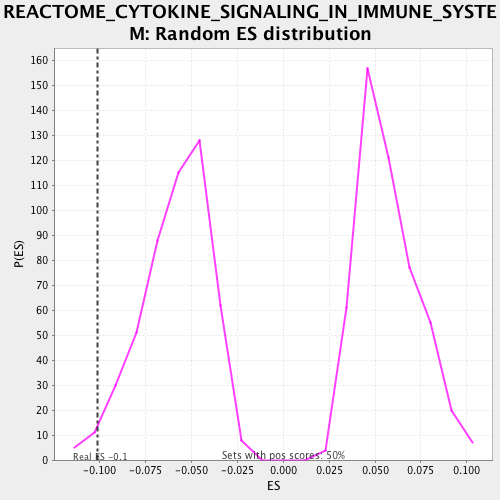 REACTOME_CYTOKINE_SIGNALING_IN_IMMUNE_SYSTE
M: Random ES distribution
160
150
140
130
120
110
100
90
80
70
60
50
40
30
20
10
0
P(ES)
Real ES -0.1
Sets with pos scores: 50%
-0.100 -0.075 -0.050 -0.025 0.000 0.025 0.050 0.075 0.100
ES